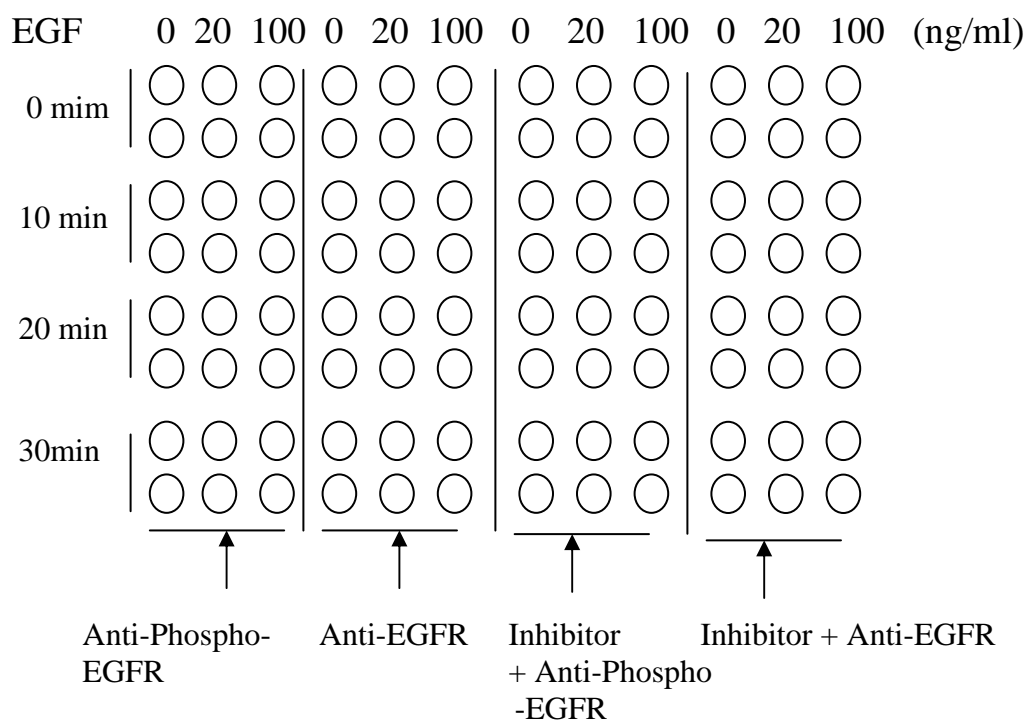 EGF 0 20 100 0 20 100 0 20 100 0 20 100 (ng/ml)
0 mim
10 min
20 min
30min
Anti-Phospho-
EGFR
Anti-EGFR
Inhibitor
+ Anti-Phospho
-EGFR
Inhibitor + Anti-EGFR